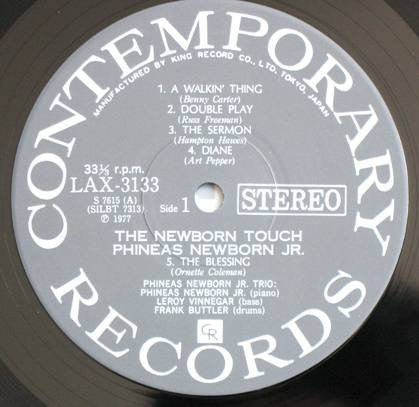 CONTEMPORARY
MANUFACTURED BY KING RECORD CO., LTD. TOKYO, JAPAN
1. A WALKIN' THING
(Benny Carter)
2. DOUBLE PLAY
(Russ Freeman)
3. THE SERMON
(Hampton Hawes)
4. DIANE
(Art Pepper)
33⅓ r.p.m.
LAX-3133
S 7615 (A)
(SILBT 7313)
Ⓟ 1977
Side 1
STEREO
THE NEWBORN TOUCH
PHINEAS NEWBORN JR.
5. THE BLESSING
(Ornette Coleman)
PHINEAS NEWBORN JR. TRIO:
PHINEAS NEWBORN JR. (piano)
LEROY VINNEGAR (bass)
FRANK BUTTLER (drums)
CR
RECORDS